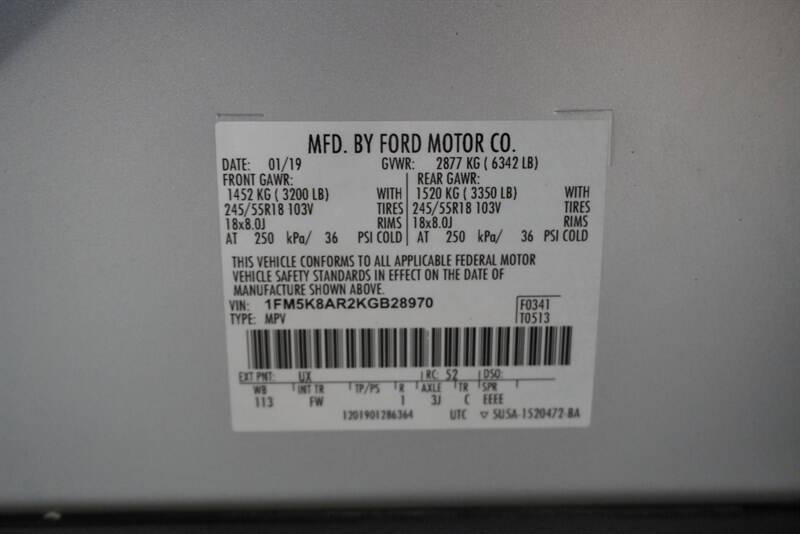 MFD. BY FORD MOTOR CO.
DATE: 01/19 GVWR: 2877 KG ( 6342 LB)
FRONT GAWR: REAR GAWR:
1452 KG ( 3200 LB) WITH 1520 KG ( 3350 LB) WITH
245/55R18 103V TIRES 245/55R18 103V TIRES
18x8.0J RIMS 18x8.0J RIMS
AT 250 kPa/ 36 PSI COLD AT 250 kPa/ 36 PSI COLD
THIS VEHICLE CONFORMS TO ALL APPLICABLE FEDERAL MOTOR
VEHICLE SAFETY STANDARDS IN EFFECT ON THE DATE OF
MANUFACTURE SHOWN ABOVE.
VIN: 1FM5K8AR2KGB28970 F0341
TYPE: MPV T0513
EXT PNT: UX RC: 52 DSO:
WB INT TR TP/PS R AXLE TR SPR
113 FW 1 3J C EEEE
1201901286364 UTC ▽ 5U5A-1520472-BA